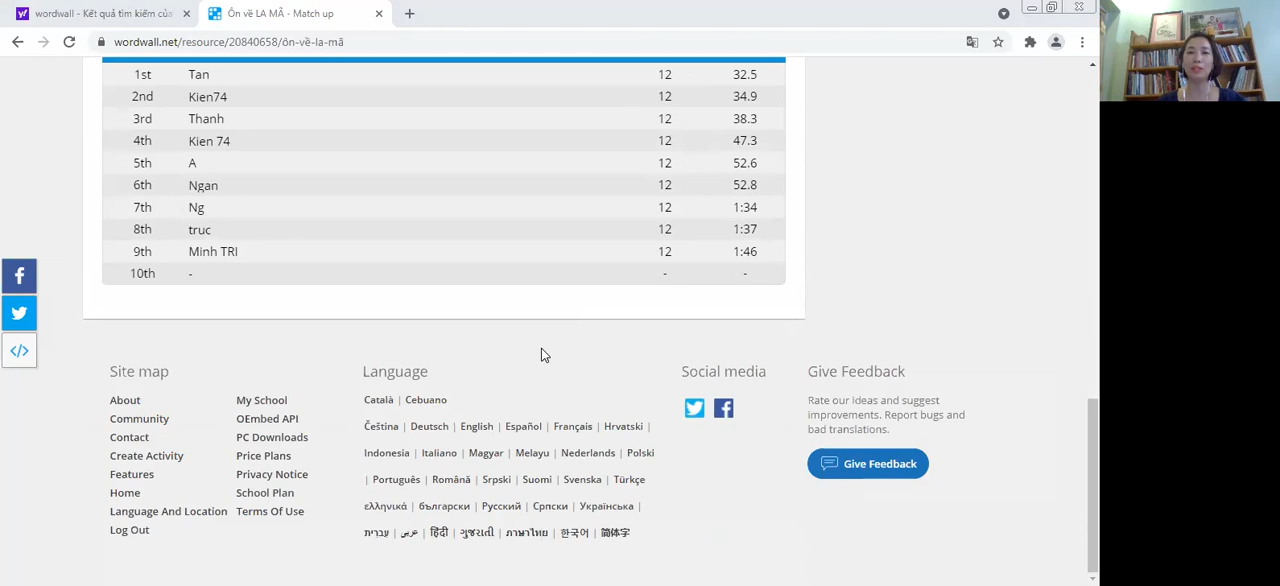 wordwall - Kết quả tìm kiếm củ
Ôn về LA MÃ - Match up
wordwall.net/resource/20840658/ôn-về-la-mã
1st Tan 12 32.5
2nd Kien74 12 34.9
3rd Thanh 12 38.3
4th Kien 74 12 47.3
5th A 12 52.6
6th Ngan 12 52.8
7th Ng 12 1:34
8th truc 12 1:37
9th Minh TRI 12 1:46
10th - - -
Site map
About
Community
Contact
Create Activity
Features
Home
Language And Location
Log Out
My School
OEmbed API
PC Downloads
Price Plans
Privacy Notice
School Plan
Terms Of Use
Language
Català | Cebuano
Čeština | Deutsch | English | Español | Français | Hrvatski |
Indonesia | Italiano | Magyar | Melayu | Nederlands | Polski
| Português | Română | Srpski | Suomi | Svenska | Türkçe
ελληνικά | български | Русский | Српски | Українська |
עברית | عربى | हिंदी | ગુજરાતી | ภาษาไทย | 한국어 | 简体字
Social media
Give Feedback
Rate our ideas and suggest
improvements. Report bugs and
bad translations.
Give Feedback